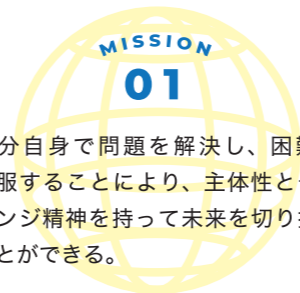 MISSION
01
分自身で問題を解決し、困
服することにより、主体性と
ンジ精神を持って未来を切り
とができる。